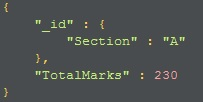 {
    "_id" : {
        "Section" : "A"
    },
    "TotalMarks" : 230
}